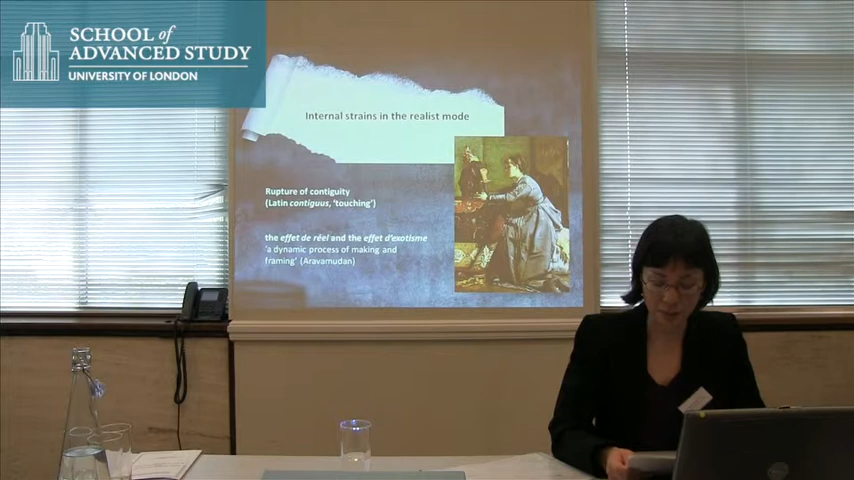 SCHOOL of
ADVANCED STUDY
UNIVERSITY OF LONDON
Internal strains in the realist mode
Rupture of contiguity
(Latin contiguus, 'touching')
the effet de réel and the effet d'exotisme
'a dynamic process of making and
framing' (Aravamudan)